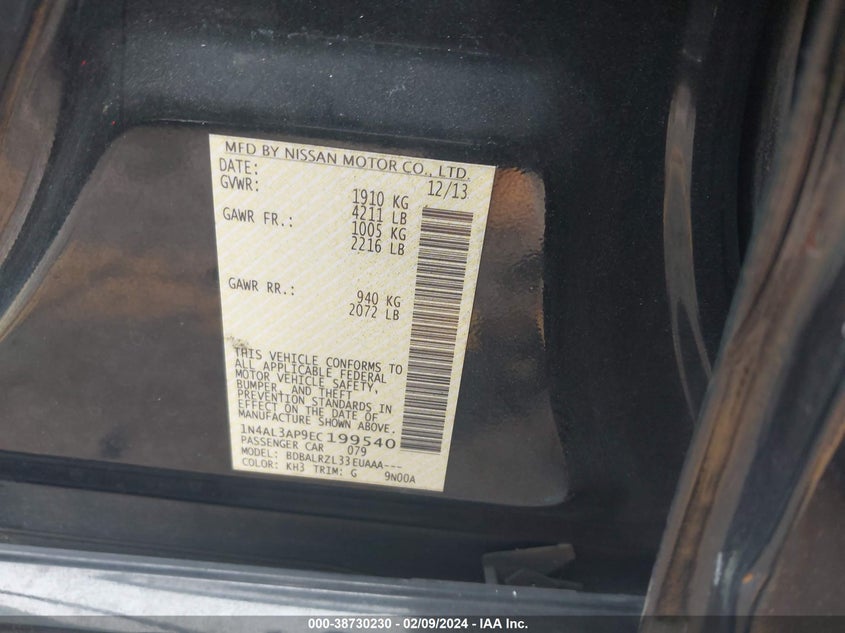 MFD BY NISSAN MOTOR CO., LTD.
DATE: 12/13
GVWR: 1910 KG
4211 LB
GAWR FR.: 1005 KG
2216 LB
GAWR RR.: 940 KG
2072 LB
THIS VEHICLE CONFORMS TO
ALL APPLICABLE FEDERAL
MOTOR VEHICLE SAFETY,
BUMPER, AND THEFT
PREVENTION STANDARDS IN
EFFECT ON THE DATE OF
MANUFACTURE SHOWN ABOVE.
1N4AL3AP9EC199540
PASSENGER CAR 079
MODEL: BDBALRZL33EUAAA---
COLOR: KH3 TRIM: G 9N00A
000-38730230 - 02/09/2024 - IAA Inc.